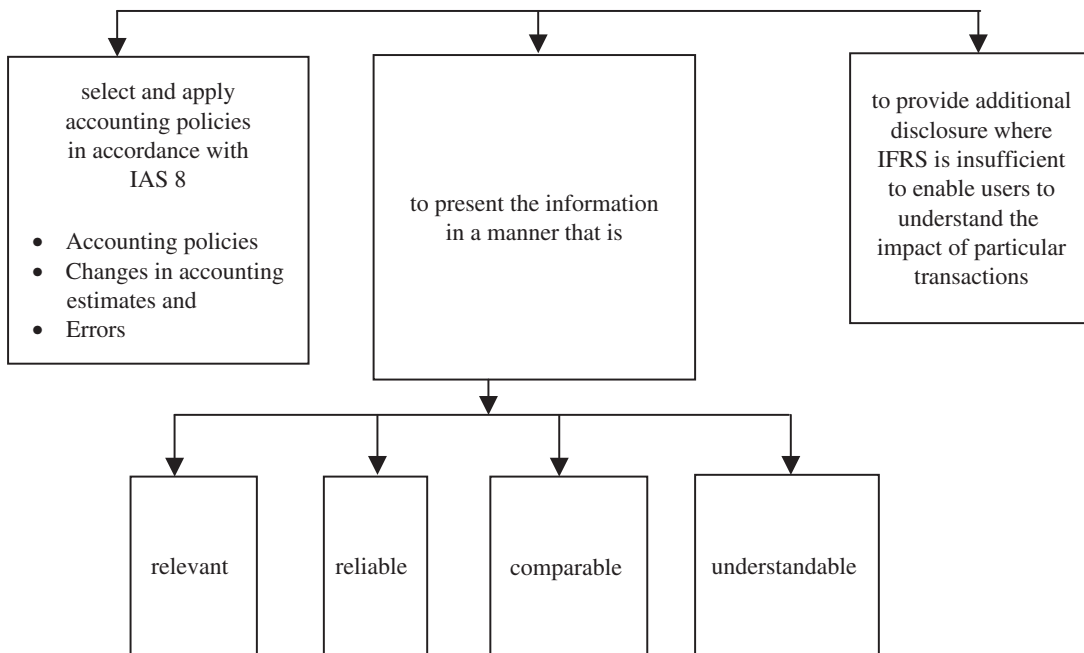 select and apply
accounting policies
in accordance with
IAS 8
• Accounting policies
• Changes in accounting
estimates and
• Errors
to present the information
in a manner that is
to provide additional
disclosure where
IFRS is insufficient
to enable users to
understand the
impact of particular
transactions
relevant
reliable
comparable
understandable